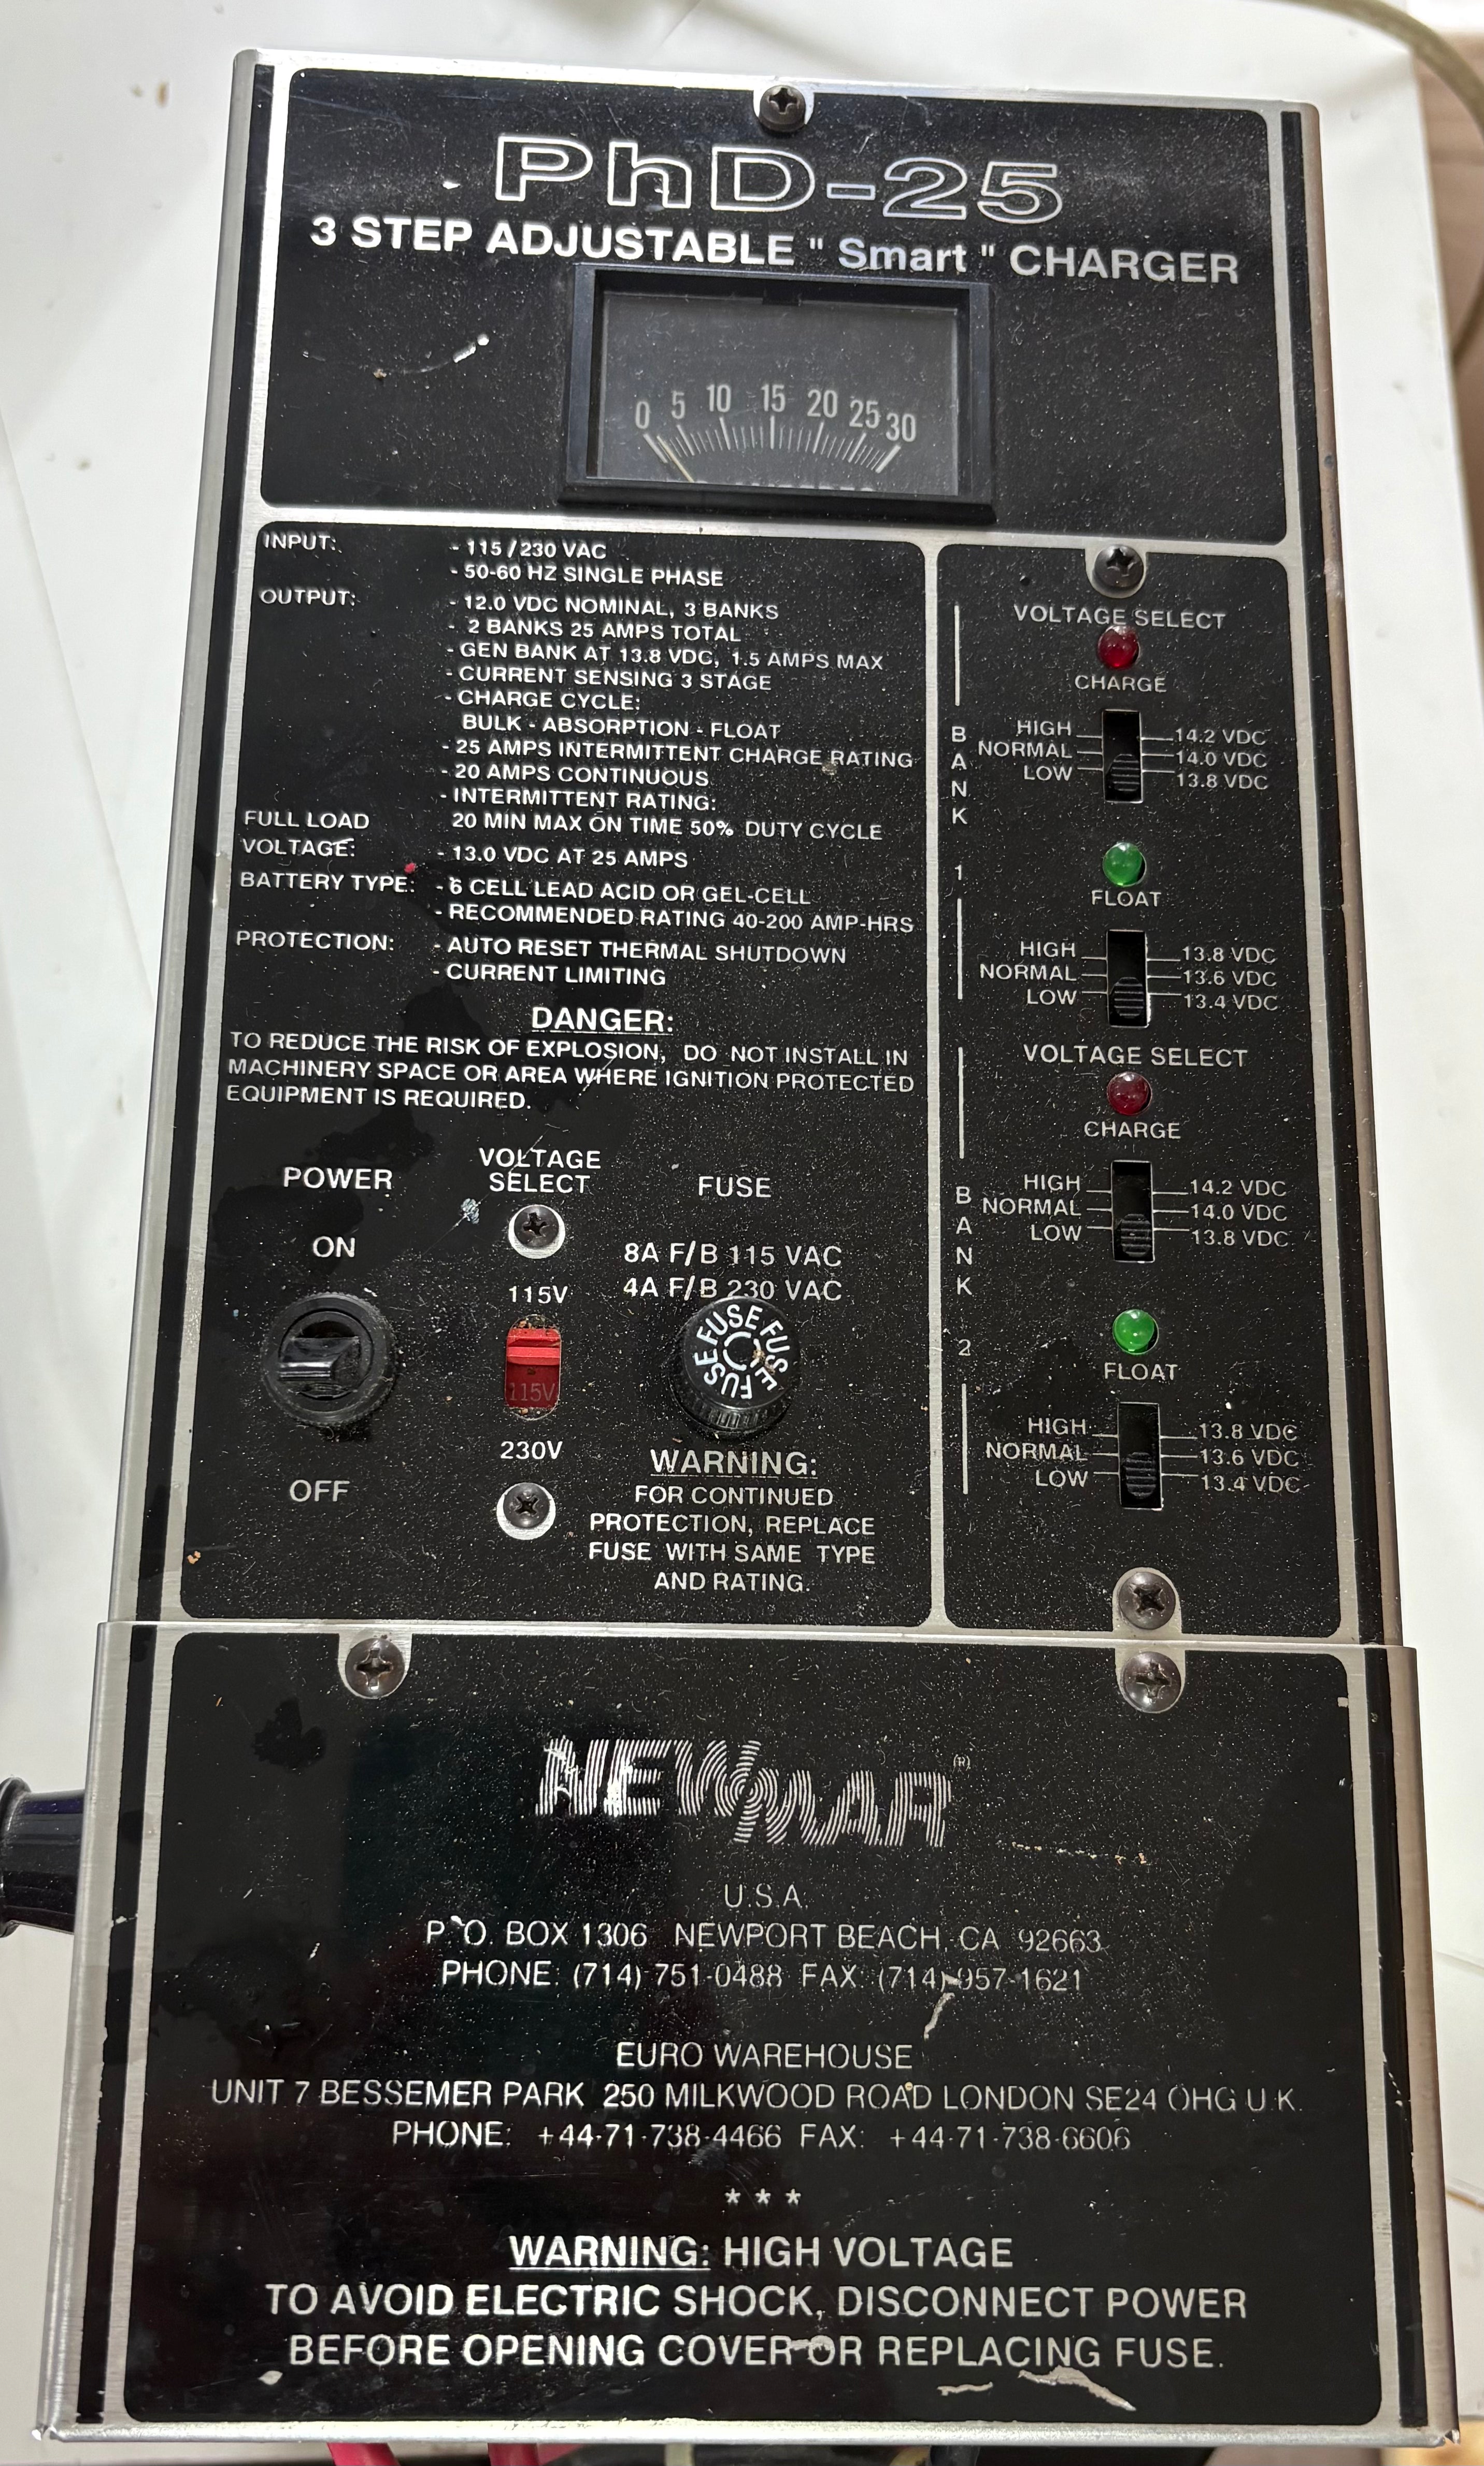 PhD-25
3 STEP ADJUSTABLE "Smart" CHARGER
0 5 10 15 20 25 30
INPUT: - 115/230 VAC
- 50-60 HZ SINGLE PHASE
OUTPUT: - 12.0 VDC NOMINAL, 3 BANKS
- 2 BANKS 25 AMPS TOTAL
- GEN BANK AT 13.8 VDC, 1.5 AMPS MAX
- CURRENT SENSING 3 STAGE
- CHARGE CYCLE:
BULK - ABSORPTION - FLOAT
- 25 AMPS INTERMITTENT CHARGE RATING
- 20 AMPS CONTINUOUS
- INTERMITTENT RATING:
20 MIN MAX ON TIME 50% DUTY CYCLE
FULL LOAD
VOLTAGE: - 13.0 VDC AT 25 AMPS
BATTERY TYPE: - 6 CELL LEAD ACID OR GEL-CELL
- RECOMMENDED RATING 40-200 AMP-HRS
PROTECTION: - AUTO RESET THERMAL SHUTDOWN
- CURRENT LIMITING
DANGER:
TO REDUCE THE RISK OF EXPLOSION, DO NOT INSTALL IN
MACHINERY SPACE OR AREA WHERE IGNITION PROTECTED
EQUIPMENT IS REQUIRED.
POWER
ON
OFF
VOLTAGE
SELECT
115V
115V
230V
FUSE
8A F/B 115 VAC
4A F/B 230 VAC
FUSE FUSE FUSE FUSE
WARNING:
FOR CONTINUED
PROTECTION, REPLACE
FUSE WITH SAME TYPE
AND RATING.
BANK 1
VOLTAGE SELECT
CHARGE
HIGH 14.2 VDC
NORMAL 14.0 VDC
LOW 13.8 VDC
FLOAT
HIGH 13.8 VDC
NORMAL 13.6 VDC
LOW 13.4 VDC
BANK 2
VOLTAGE SELECT
CHARGE
HIGH 14.2 VDC
NORMAL 14.0 VDC
LOW 13.8 VDC
FLOAT
HIGH 13.8 VDC
NORMAL 13.6 VDC
LOW 13.4 VDC
NEWMAR ®
U.S.A.
P.O. BOX 1306 NEWPORT BEACH, CA 92663
PHONE: (714) 751-0488 FAX: (714) 957-1621
EURO WAREHOUSE
UNIT 7 BESSEMER PARK 250 MILKWOOD ROAD LONDON SE24 OHG U.K.
PHONE: +44-71-738-4466 FAX: +44-71-738-6606
* * *
WARNING: HIGH VOLTAGE
TO AVOID ELECTRIC SHOCK, DISCONNECT POWER
BEFORE OPENING COVER OR REPLACING FUSE.